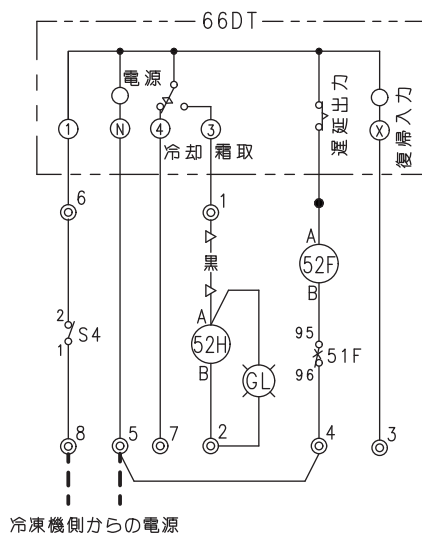 66DT
電源
遅延出力
復帰入力
1 N 4 3 X
冷却 霜取
6 1
黒
A
52F
B
2
S4
1
A
52H
B
GL
95
51F
96
8 5 7 2 4 3
冷凍機側からの電源